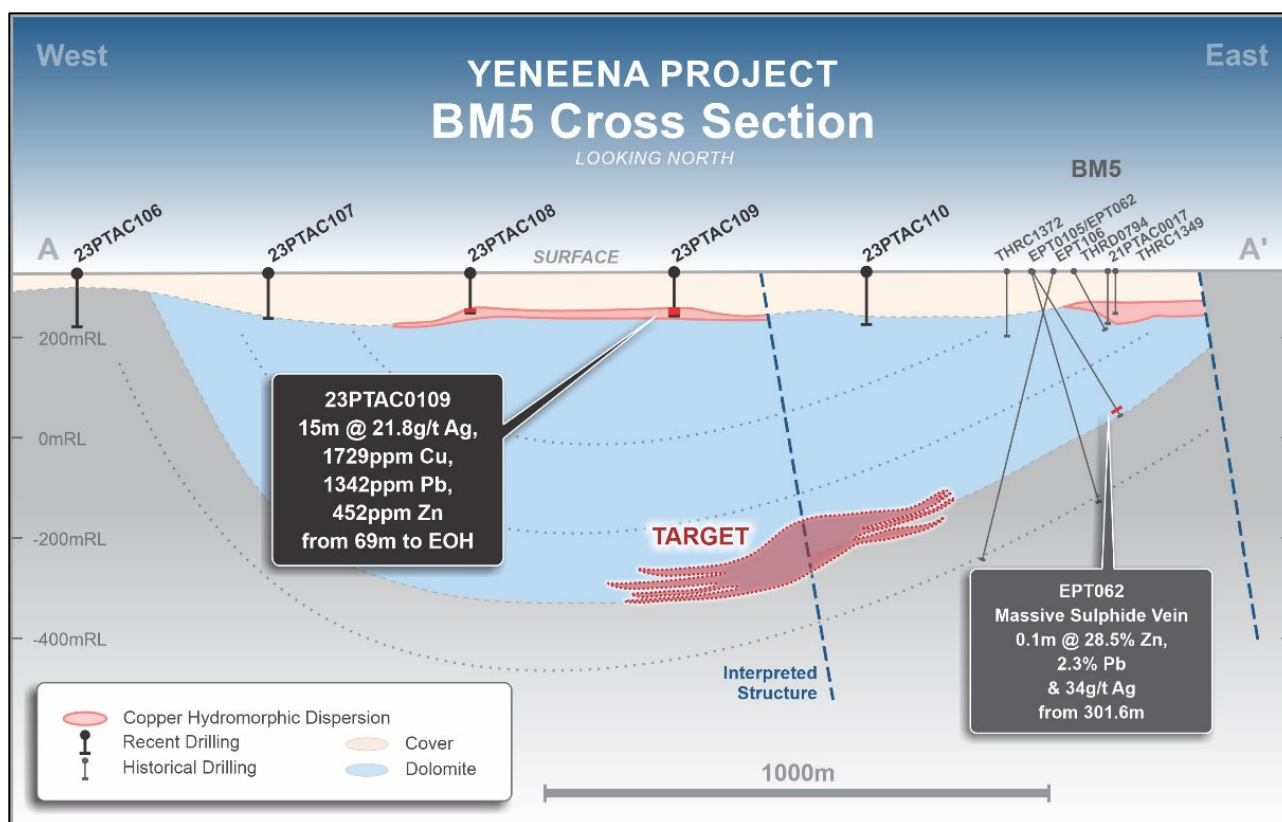 West
East
YENEENA PROJECT
BM5 Cross Section
LOOKING NORTH
BM5
A
23PTAC106
23PTAC107
23PTAC108
SURFACE
23PTAC109
23PTAC110
THRC1372
EPT0105/EPT062
EPT106
THRD0794
21PTAC0017
THRC1349
A'
200mRL
0mRL
-200mRL
-400mRL
23PTAC0109
15m @ 21.8g/t Ag,
1729ppm Cu,
1342ppm Pb,
452ppm Zn
from 69m to EOH
TARGET
EPT062
Massive Sulphide Vein
0.1m @ 28.5% Zn,
2.3% Pb
& 34g/t Ag
from 301.6m
Interpreted
Structure
Copper Hydromorphic Dispersion
Recent Drilling
Cover
Historical Drilling
Dolomite
1000m